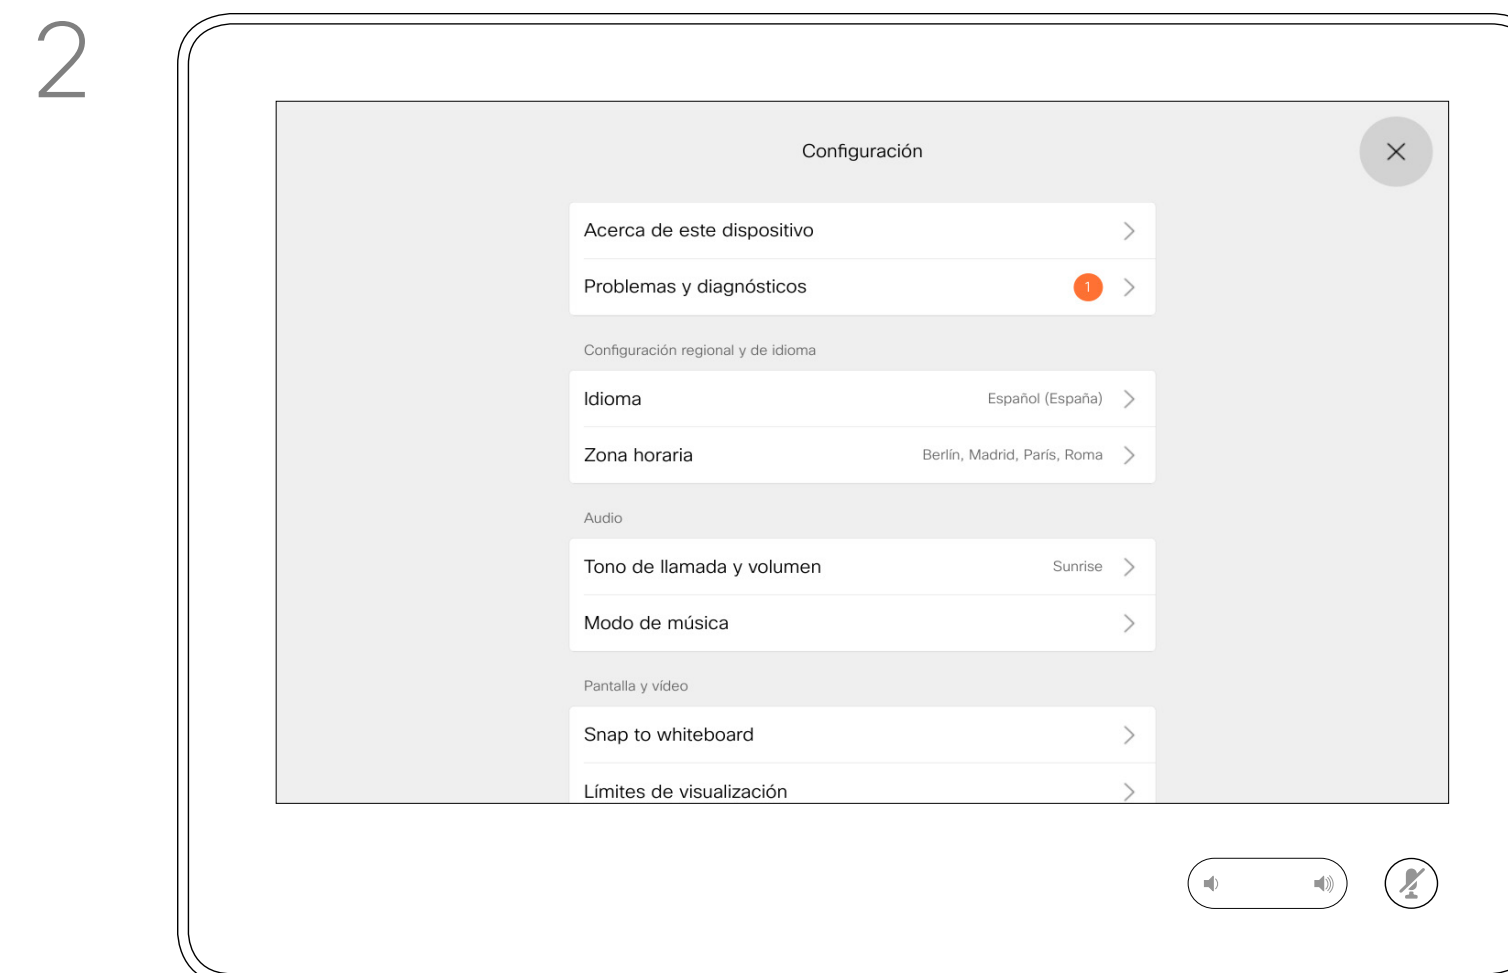 2
Configuración
Acerca de este dispositivo
Problemas y diagnósticos 1
Configuración regional y de idioma
Idioma Español (España)
Zona horaria Berlín, Madrid, París, Roma
Audio
Tono de llamada y volumen Sunrise
Modo de música
Pantalla y vídeo
Snap to whiteboard
Límites de visualización